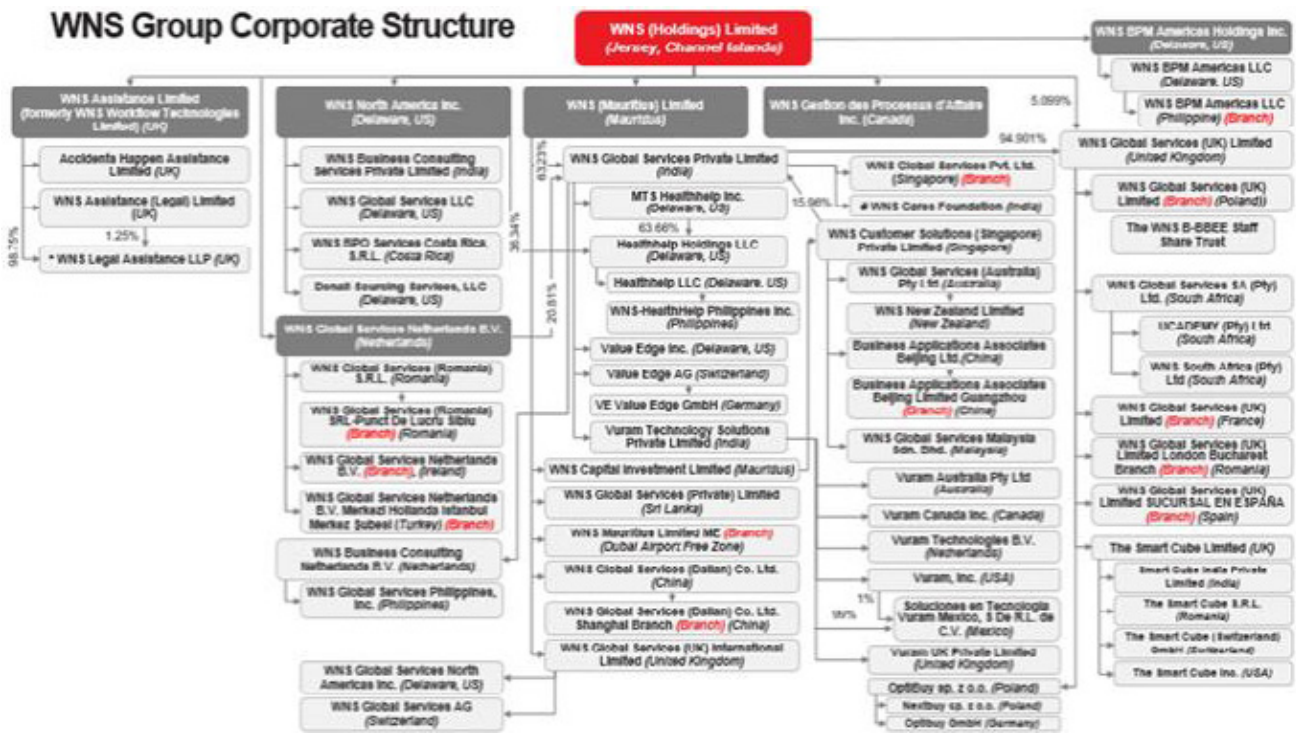 WNS Group Corporate Structure
WNS (Holdings) Limited
(Jersey, Channel Islands)
WNS BPM Americas Holdings Inc.
(Delaware, US)
WNS BPM Americas LLC
(Delaware, US)
WNS BPM Americas LLC
(Philippine) (Branch)
WNS Assistance Limited
(formerly WNS Workflow Technologies
Limited) (UK)
Accidents Happen Assistance
Limited (UK)
WNS Assistance (Legal) Limited
(UK)
1.25%
98.75%
* WNS Legal Assistance LLP (UK)
WNS North America Inc.
(Delaware, US)
WNS Business Consulting
Services Private Limited (India)
WNS Global Services LLC
(Delaware, US)
WNS BPO Services Costa Rica
S.R.L. (Costa Rica)
Denali Sourcing Services, LLC
(Delaware, US)
WNS Global Services Netherlands B.V.
(Netherlands)
WNS Global Services (Romania)
S.R.L. (Romania)
WNS Global Services (Romania)
SRL-Punct De Lucru Sibiu
(Branch) (Romania)
WNS Global Services Netherlands
B.V. (Branch), (Ireland)
WNS Global Services Netherlands
B.V. Merkezi Hollanda Istanbul
Merkez Şubesi (Turkey) (Branch)
WNS Business Consulting
Netherlands B.V. (Netherlands)
WNS Global Services Philippines,
Inc. (Philippines)
WNS Global Services North
Americas Inc. (Delaware, US)
WNS Global Services AG
(Switzerland)
WNS (Mauritius) Limited
(Mauritius)
63.23%
36.34%
20.81%
WNS Global Services Private Limited
(India)
MTS Healthhelp Inc.
(Delaware, US)
63.66%
Healthhelp Holdings LLC
(Delaware, US)
Healthhelp LLC (Delaware, US)
WNS-HealthHelp Philippines Inc.
(Philippines)
Value Edge Inc. (Delaware, US)
Value Edge AG (Switzerland)
VE Value Edge GmbH (Germany)
Vuram Technology Solutions
Private Limited (India)
WNS Capital Investment Limited (Mauritius)
WNS Global Services (Private) Limited
(Sri Lanka)
WNS Mauritius Limited ME (Branch)
(Dubai Airport Free Zone)
WNS Global Services (Dalian) Co. Ltd.
(China)
WNS Global Services (Dalian) Co. Ltd.
Shanghai Branch (Branch) (China)
WNS Global Services (UK) International
Limited (United Kingdom)
WNS Gestion des Processus d'Affaire
Inc. (Canada)
5.099%
94.901%
WNS Global Services Pvt. Ltd.
(Singapore) (Branch)
15.96%
# WNS Cares Foundation (India)
WNS Customer Solutions (Singapore)
Private Limited (Singapore)
WNS Global Services (Australia)
Pty Ltd (Australia)
WNS New Zealand Limited
(New Zealand)
Business Applications Associates
Beijing Ltd.(China)
Business Applications Associates
Beijing Limited Guangzhou
(Branch) (China)
WNS Global Services Malaysia
Sdn. Bhd. (Malaysia)
Vuram Australia Pty Ltd
(Australia)
Vuram Canada Inc. (Canada)
Vuram Technologies B.V.
(Netherlands)
Vuram, Inc. (USA)
1%
99%
Soluciones en Tecnologia
Vuram Mexico, S De R.L. de
C.V. (Mexico)
Vuram UK Private Limited
(United Kingdom)
OptiBuy sp. z o.o. (Poland)
Nextbuy sp. z o.o. (Poland)
Optibuy GmbH (Germany)
WNS Global Services (UK) Limited
(United Kingdom)
WNS Global Services (UK)
Limited (Branch) (Poland))
The WNS B-BBEE Staff
Share Trust
WNS Global Services SA (Pty)
Ltd. (South Africa)
UCADEMY (Pty) Ltd.
(South Africa)
WNS South Africa (Pty)
Ltd (South Africa)
WNS Global Services (UK)
Limited (Branch) (France)
WNS Global Services (UK)
Limited London Bucharest
Branch (Branch) (Romania)
WNS Global Services (UK)
Limited SUCURSAL EN ESPAÑA
(Branch) (Spain)
The Smart Cube Limited (UK)
Smart Cube India Private
Limited (India)
The Smart Cube S.R.L.
(Romania)
The Smart Cube (Switzerland)
GmbH (Switzerland)
The Smart Cube Inc. (USA)